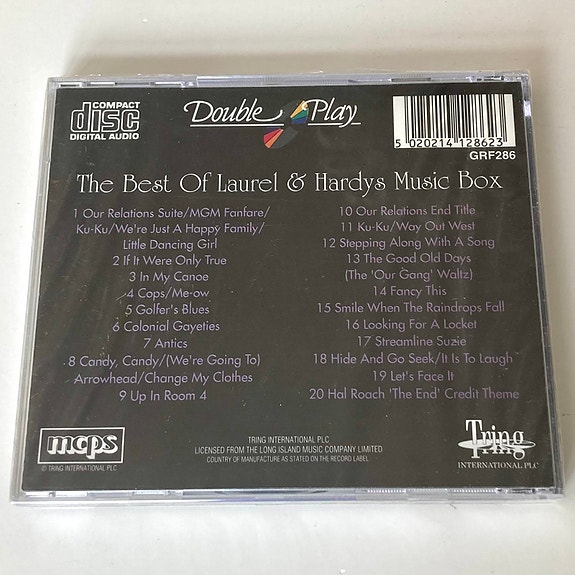 COMPACT
disc
DIGITAL AUDIO
Double Play
5 020214 128623
GRF286
The Best Of Laurel & Hardys Music Box
1 Our Relations Suite/MGM Fanfare/
Ku-Ku/We're Just A Happy Family/
Little Dancing Girl
2 If It Were Only True
3 In My Canoe
4 Cops/Me-ow
5 Golfer's Blues
6 Colonial Gayeties
7 Antics
8 Candy, Candy/(We're Going To)
Arrowhead/Change My Clothes
9 Up In Room 4
10 Our Relations End Title
11 Ku-Ku/Way Out West
12 Stepping Along With A Song
13 The Good Old Days
(The 'Our Gang' Waltz)
14 Fancy This
15 Smile When The Raindrops Fall
16 Looking For A Locket
17 Streamline Suzie
18 Hide And Go Seek/It Is To Laugh
19 Let's Face It
20 Hal Roach 'The End' Credit Theme
mcps
© TRING INTERNATIONAL PLC
TRING INTERNATIONAL PLC
LICENSED FROM THE LONG ISLAND MUSIC COMPANY LIMITED
COUNTRY OF MANUFACTURE AS STATED ON THE RECORD LABEL
Tring
INTERNATIONAL PLC